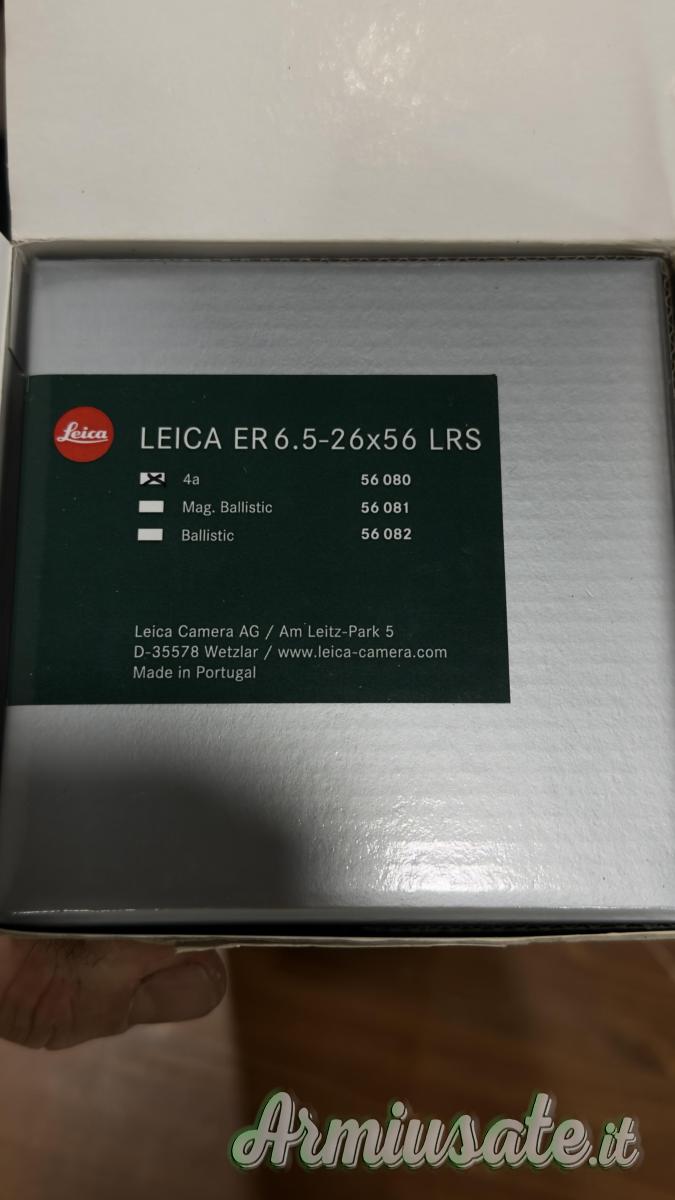 Leica
LEICA ER 6.5-26x56 LRS
4a 56 080
Mag. Ballistic 56 081
Ballistic 56 082
Leica Camera AG / Am Leitz-Park 5
D-35578 Wetzlar / www.leica-camera.com
Made in Portugal
Armiusate.it